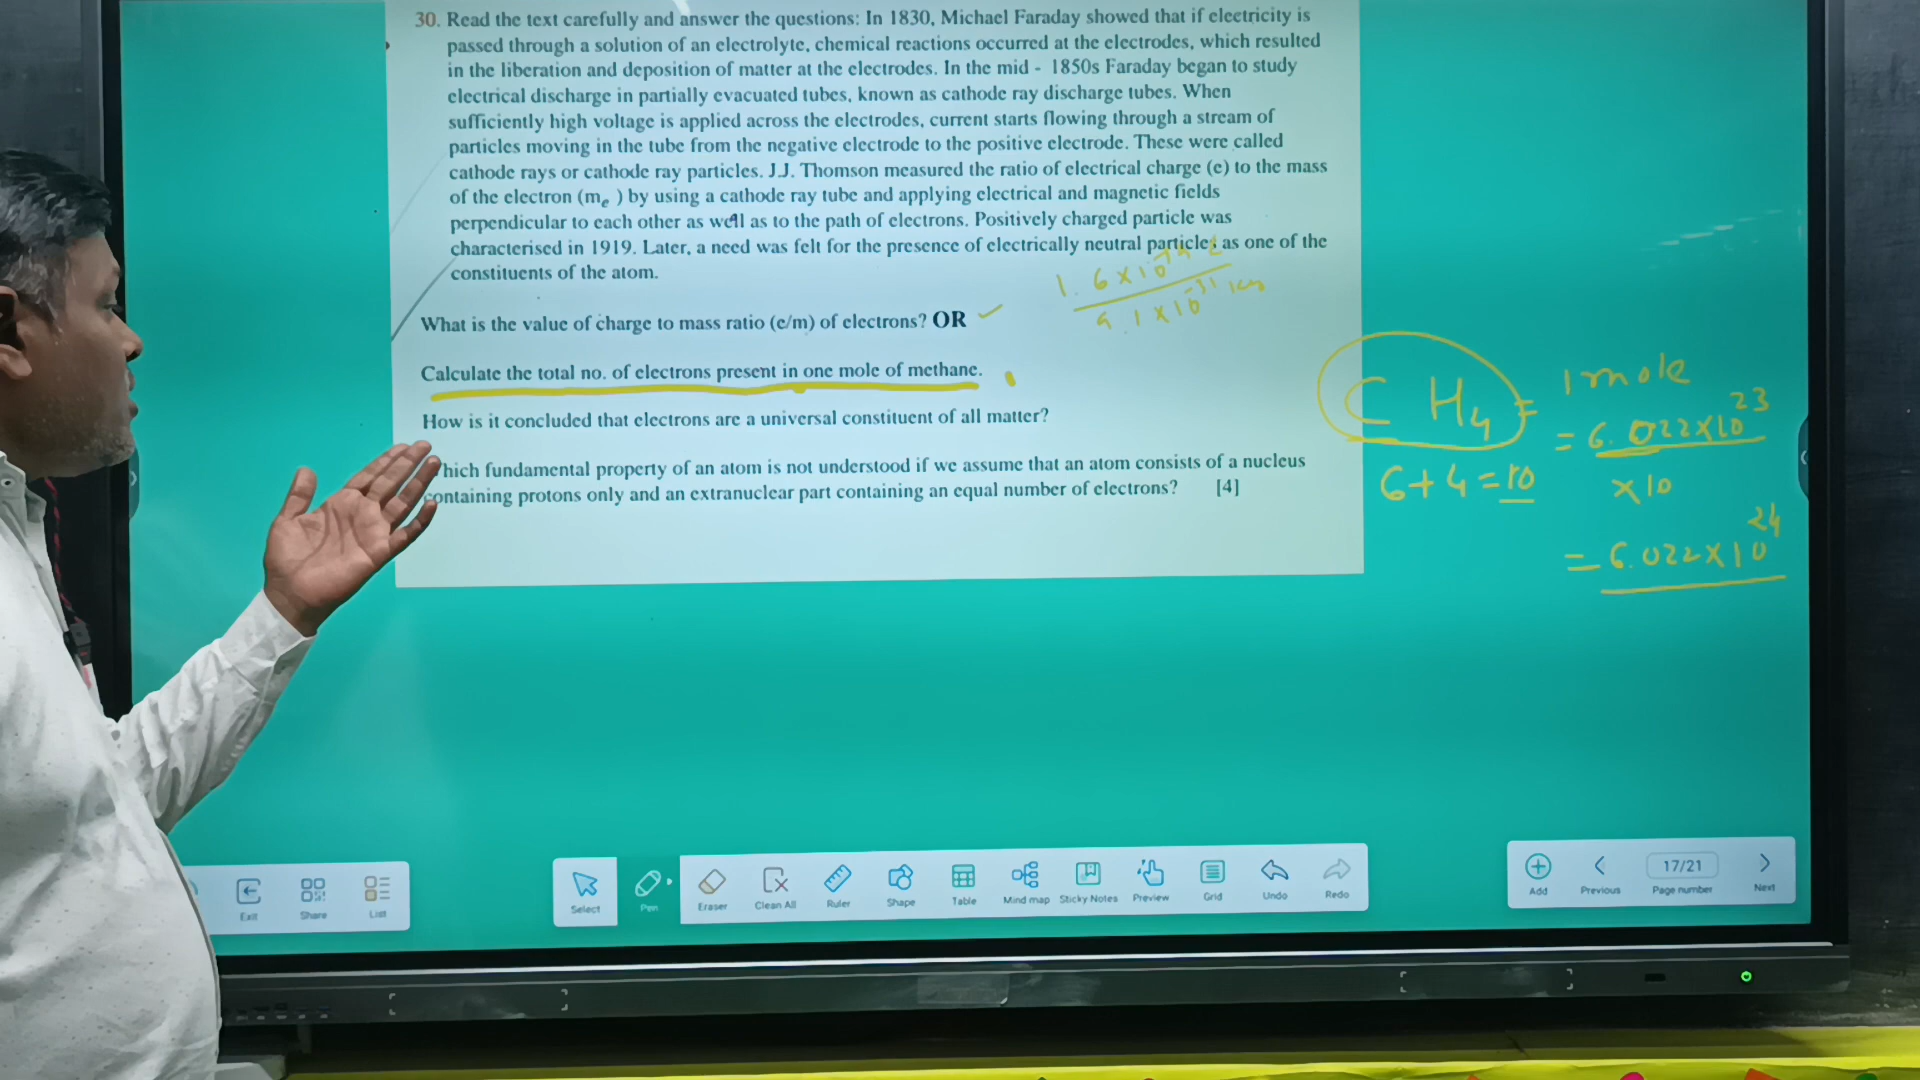 30. Read the text carefully and answer the questions: In 1830, Michael Faraday showed that if electricity is
passed through a solution of an electrolyte, chemical reactions occurred at the electrodes, which resulted
in the liberation and deposition of matter at the electrodes. In the mid - 1850s Faraday began to study
electrical discharge in partially evacuated tubes, known as cathode ray discharge tubes. When
sufficiently high voltage is applied across the electrodes, current starts flowing through a stream of
particles moving in the tube from the negative electrode to the positive electrode. These were called
cathode rays or cathode ray particles. J.J. Thomson measured the ratio of electrical charge (e) to the mass
of the electron (mₑ ) by using a cathode ray tube and applying electrical and magnetic fields
perpendicular to each other as well as to the path of electrons. Positively charged particle was
characterised in 1919. Later, a need was felt for the presence of electrically neutral particles as one of the
constituents of the atom.
1.6×10
9.1×10⁻³¹ kg
What is the value of charge to mass ratio (e/m) of electrons? OR
Calculate the total no. of electrons present in one mole of methane.
How is it concluded that electrons are a universal constituent of all matter?
hich fundamental property of an atom is not understood if we assume that an atom consists of a nucleus
containing protons only and an extranuclear part containing an equal number of electrons? [4]
CH₄ = 1 mole
= 6.022×10²³
6+4=10 ×10
= 6.022×10²⁴
Exit Share List
Select Pen Eraser Clean All Ruler Shape Table Mind map Sticky Notes Preview Grid Undo Redo
17/21
Add Previous Page number Next